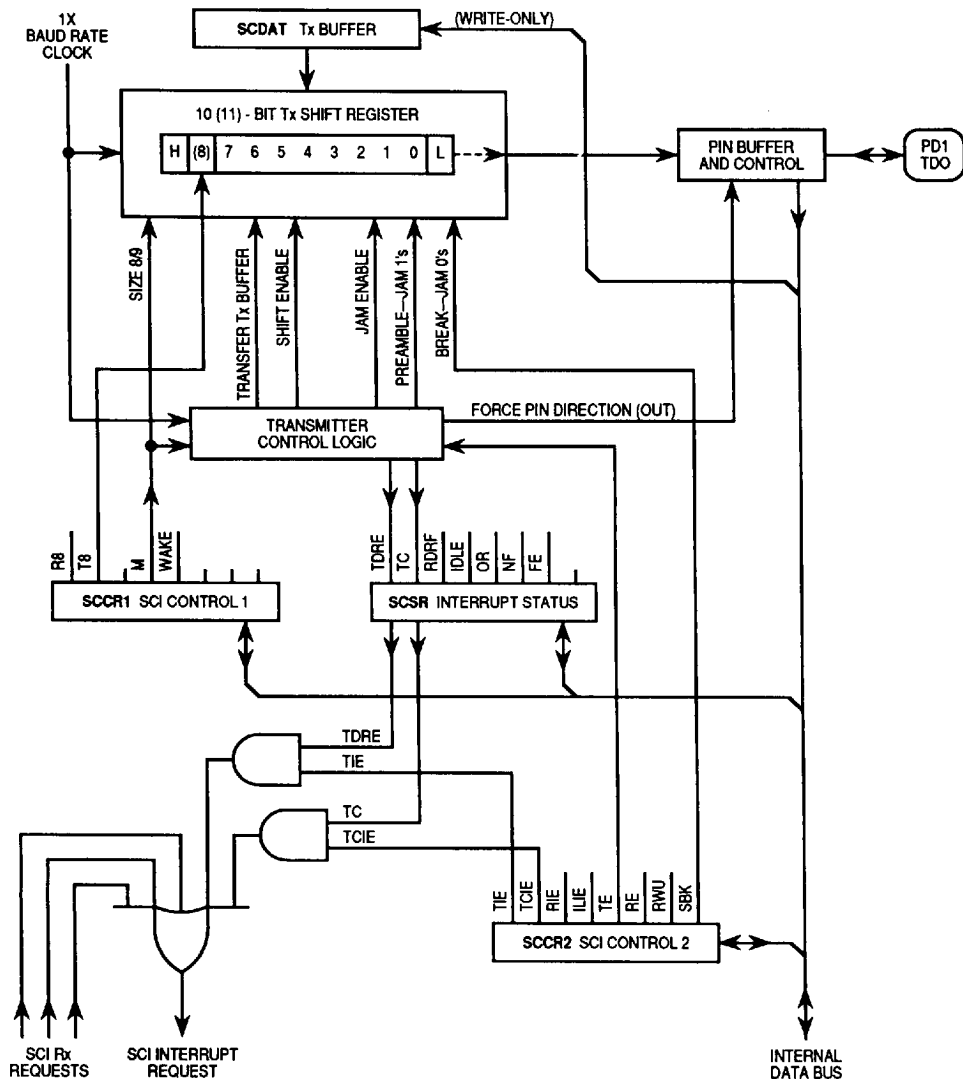 1X
BAUD RATE
CLOCK
SCDAT Tx BUFFER
(WRITE-ONLY)
10 (11) - BIT Tx SHIFT REGISTER
H (8) 7 6 5 4 3 2 1 0 L
PIN BUFFER
AND CONTROL
PD1
TDO
SIZE 8/9
TRANSFER Tx BUFFER
SHIFT ENABLE
JAM ENABLE
PREAMBLE—JAM 1's
BREAK—JAM 0's
FORCE PIN DIRECTION (OUT)
TRANSMITTER
CONTROL LOGIC
R8
T8
M
WAKE
SCCR1 SCI CONTROL 1
TDRE
TC
RDRF
IDLE
OR
NF
FE
SCSR INTERRUPT STATUS
TDRE
TIE
TC
TCIE
TIE
TCIE
RIE
ILIE
TE
RE
RWU
SBK
SCCR2 SCI CONTROL 2
SCI Rx
REQUESTS
SCI INTERRUPT
REQUEST
INTERNAL
DATA BUS